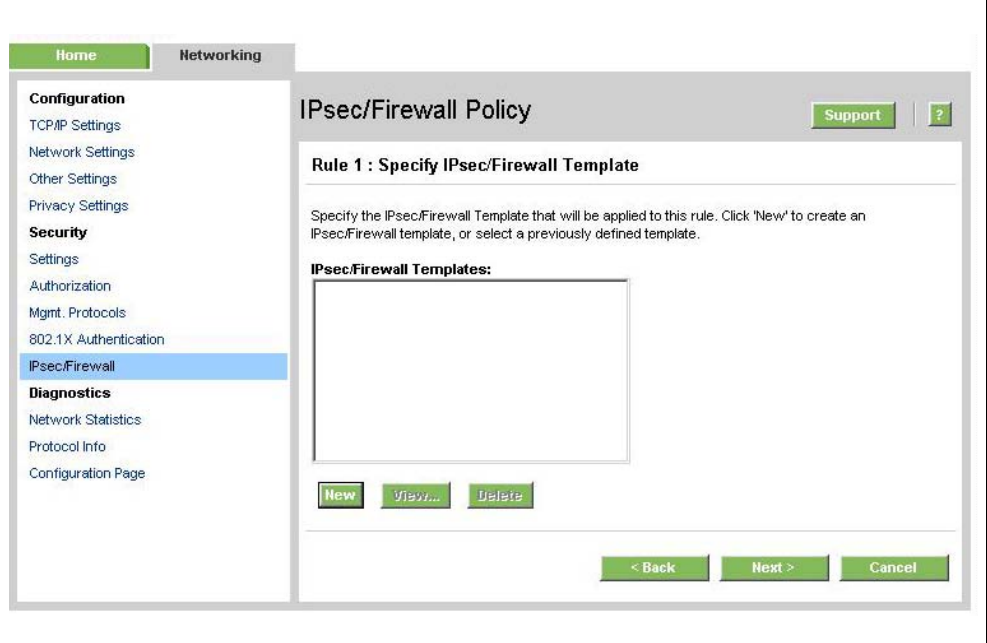 Home
Networking
Configuration
TCP/IP Settings
Network Settings
Other Settings
Privacy Settings
Security
Settings
Authorization
Mgmt. Protocols
802.1X Authentication
IPsec/Firewall
Diagnostics
Network Statistics
Protocol Info
Configuration Page
IPsec/Firewall Policy
Support
?
Rule 1 : Specify IPsec/Firewall Template
Specify the IPsec/Firewall Template that will be applied to this rule. Click 'New' to create an
IPsec/Firewall template, or select a previously defined template.
IPsec/Firewall Templates:
New
View...
Delete
< Back
Next >
Cancel